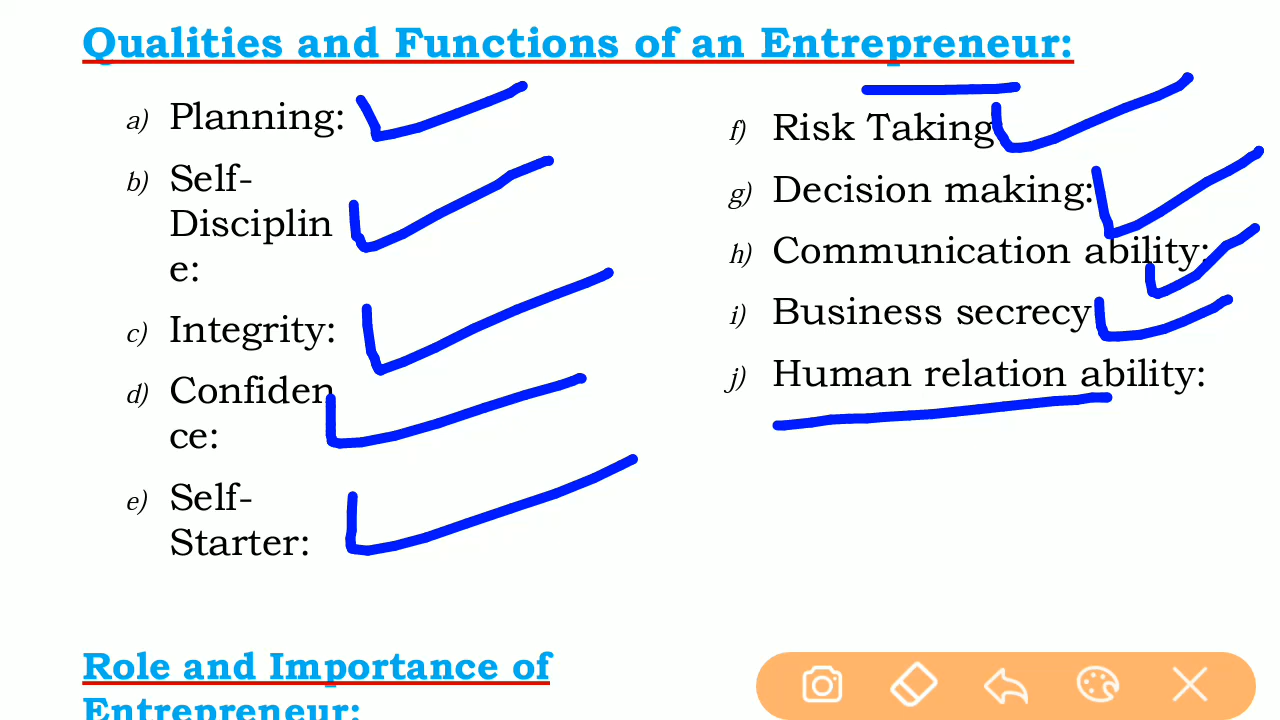 Qualities and Functions of an Entrepreneur:
a) Planning:
b) Self-
Disciplin
e:
c) Integrity:
d) Confiden
ce:
e) Self-
Starter:
f) Risk Taking
g) Decision making:
h) Communication ability:
i) Business secrecy
j) Human relation ability:
Role and Importance of
Entrepreneur: